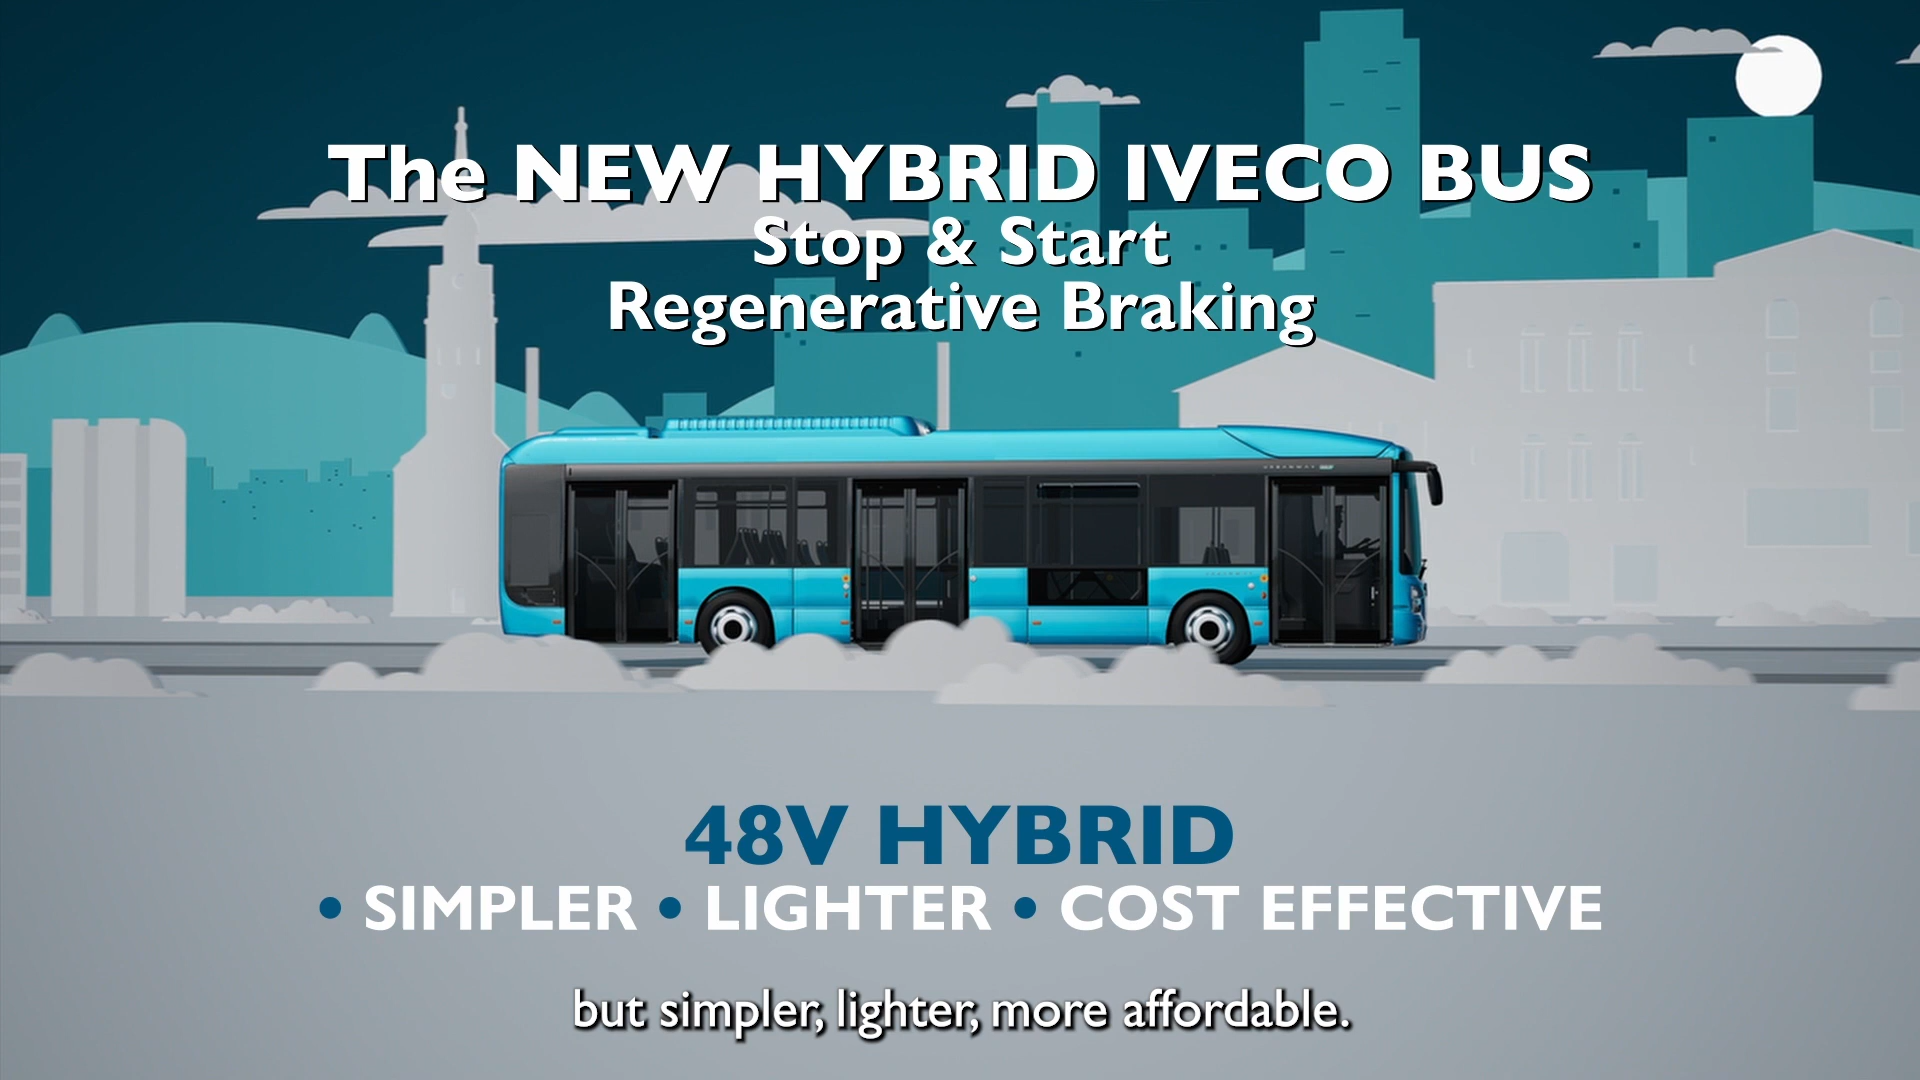 The NEW HYBRID IVECO BUS
Stop & Start
Regenerative Braking
48V HYBRID
• SIMPLER • LIGHTER • COST EFFECTIVE
but simpler, lighter, more affordable.